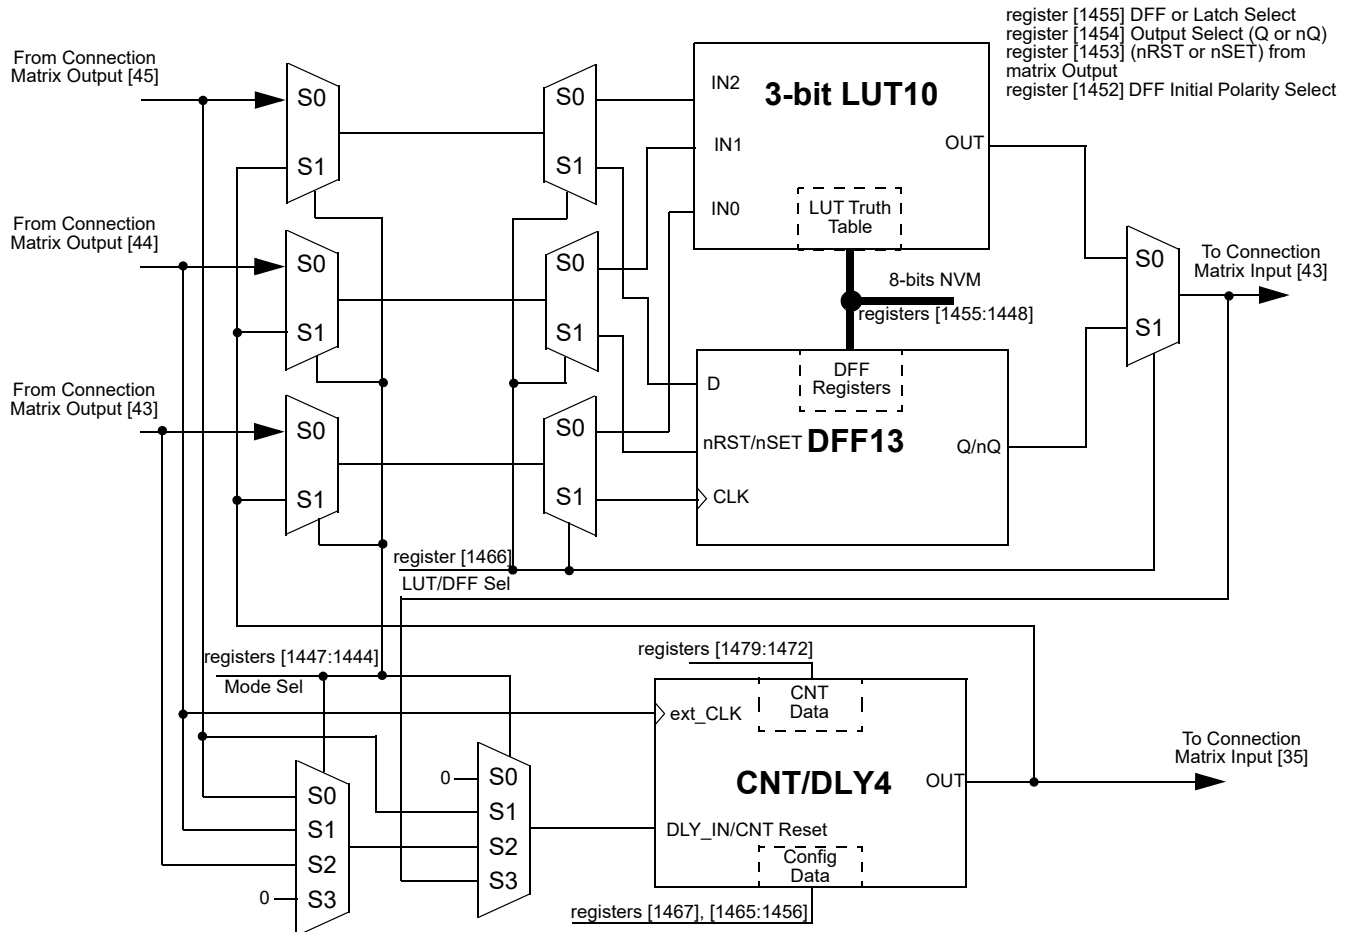 register [1455] DFF or Latch Select
register [1454] Output Select (Q or nQ)
register [1453] (nRST or nSET) from
matrix Output
register [1452] DFF Initial Polarity Select
From Connection
Matrix Output [45]
S0
S1
S0
S1
IN2
3-bit LUT10
IN1
OUT
IN0
LUT Truth
Table
From Connection
Matrix Output [44]
S0
S1
S0
S1
8-bits NVM
registers [1455:1448]
S0
S1
To Connection
Matrix Input [43]
From Connection
Matrix Output [43]
S0
S1
S0
S1
D
DFF
Registers
nRST/nSET
DFF13
Q/nQ
CLK
register [1466]
LUT/DFF Sel
registers [1447:1444]
Mode Sel
registers [1479:1472]
CNT
Data
ext_CLK
CNT/DLY4
OUT
To Connection
Matrix Input [35]
DLY_IN/CNT Reset
Config
Data
registers [1467], [1465:1456]
S0
S1
S2
0
S3
0
S0
S1
S2
S3